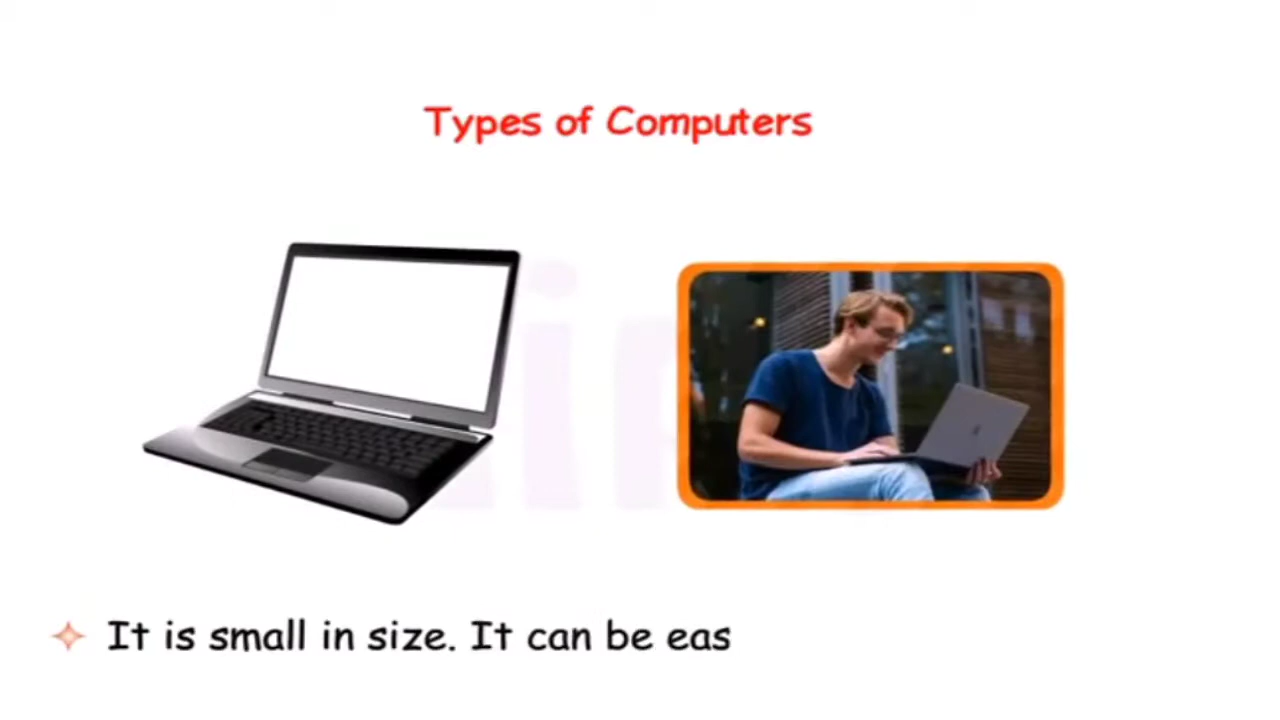 Types of Computers
It is small in size. It can be eas